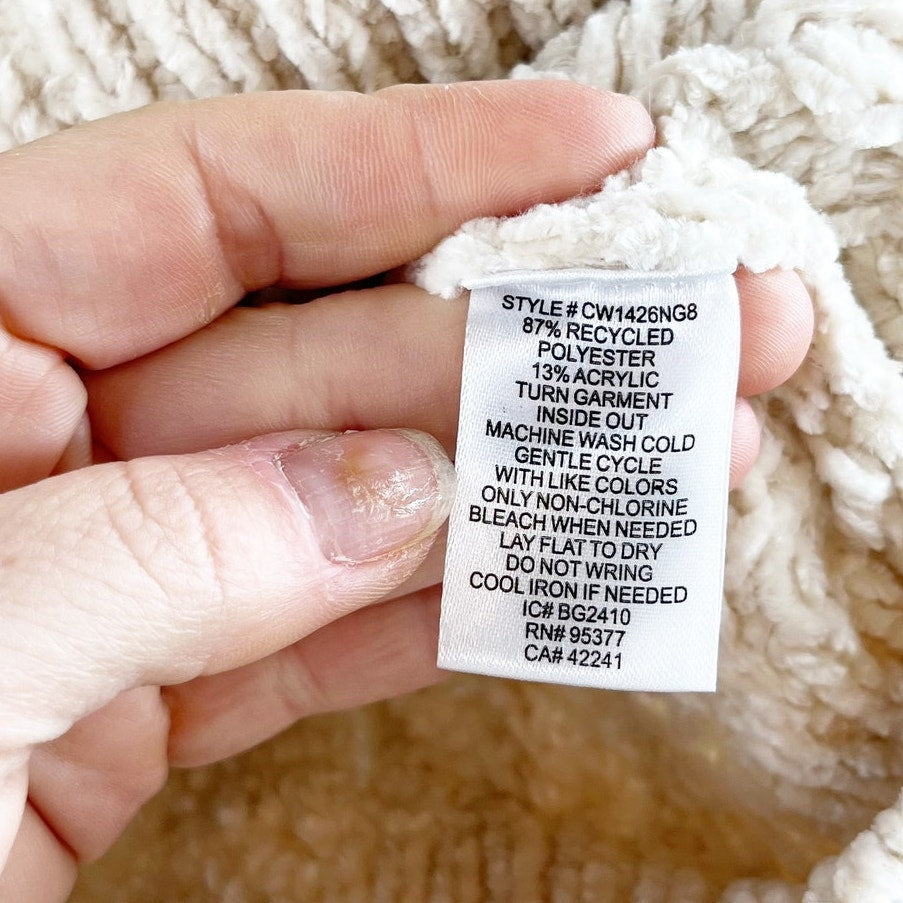 STYLE # CW1426NG8
87% RECYCLED
POLYESTER
13% ACRYLIC
TURN GARMENT
INSIDE OUT
MACHINE WASH COLD
GENTLE CYCLE
WITH LIKE COLORS
ONLY NON-CHLORINE
BLEACH WHEN NEEDED
LAY FLAT TO DRY
DO NOT WRING
COOL IRON IF NEEDED
IC# BG2410
RN# 95377
CA# 42241